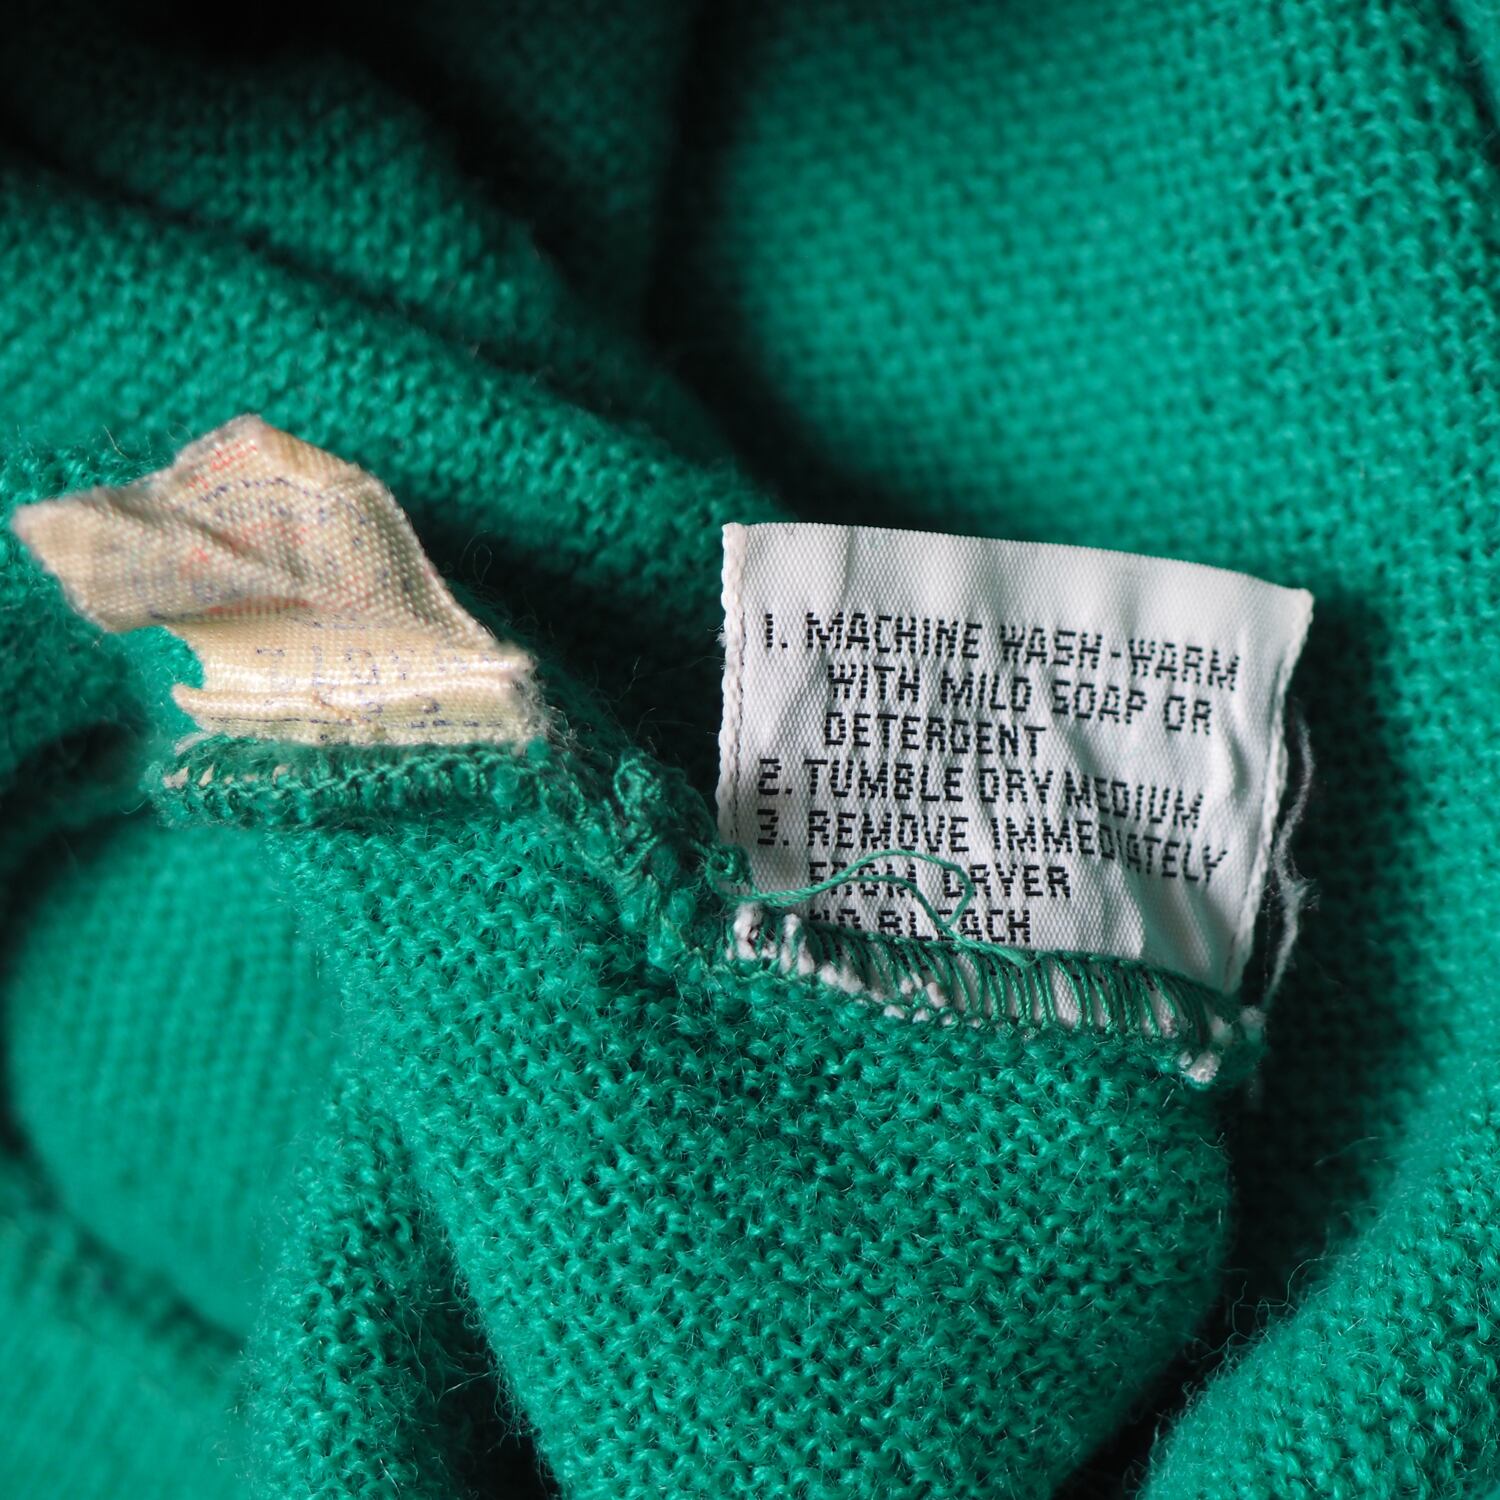 1. MACHINE WASH-WARM
WITH MILD SOAP OR
DETERGENT
2. TUMBLE DRY MEDIUM
3. REMOVE IMMEDIATELY
FROM DRYER
NO BLEACH